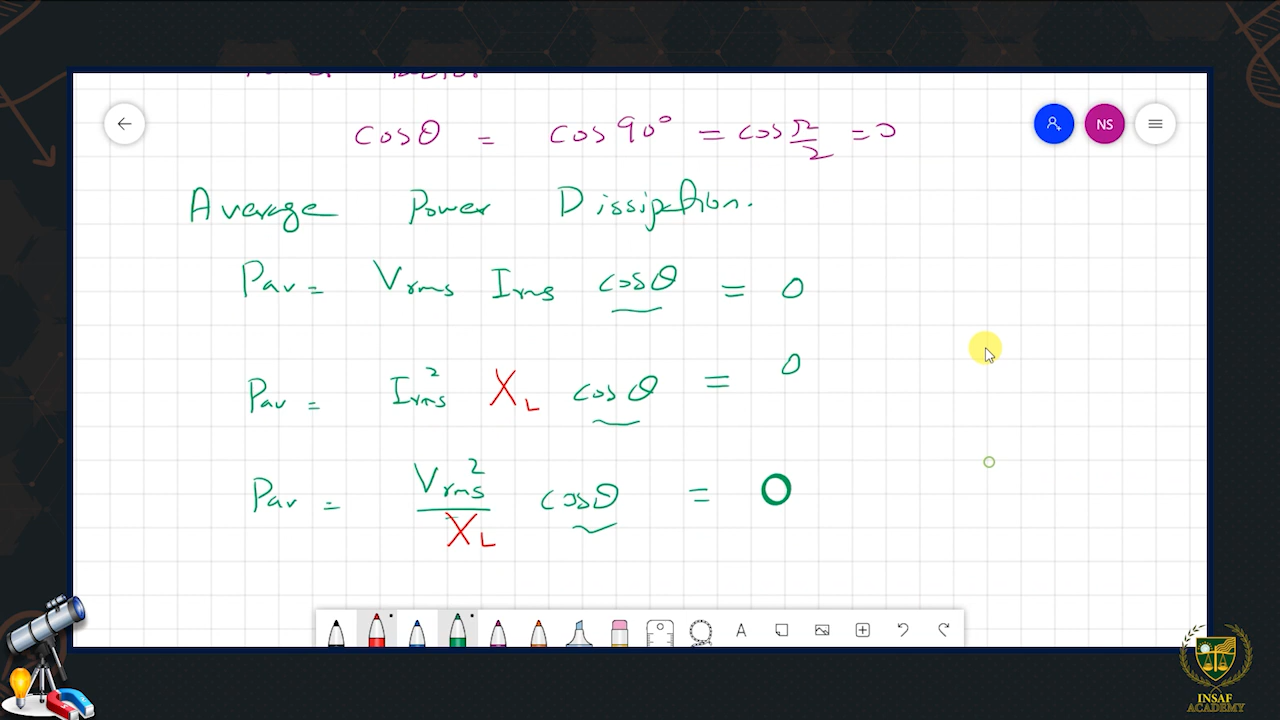 cosθ = cos90° = cos π/2 = 0
NS
Average Power Dissipation.
Pav = Vrms Irms cosθ = 0
Pav = Irms² XL cosθ = 0
Pav = Vrms²/XL cosθ = 0
A
INSAF
ACADEMY